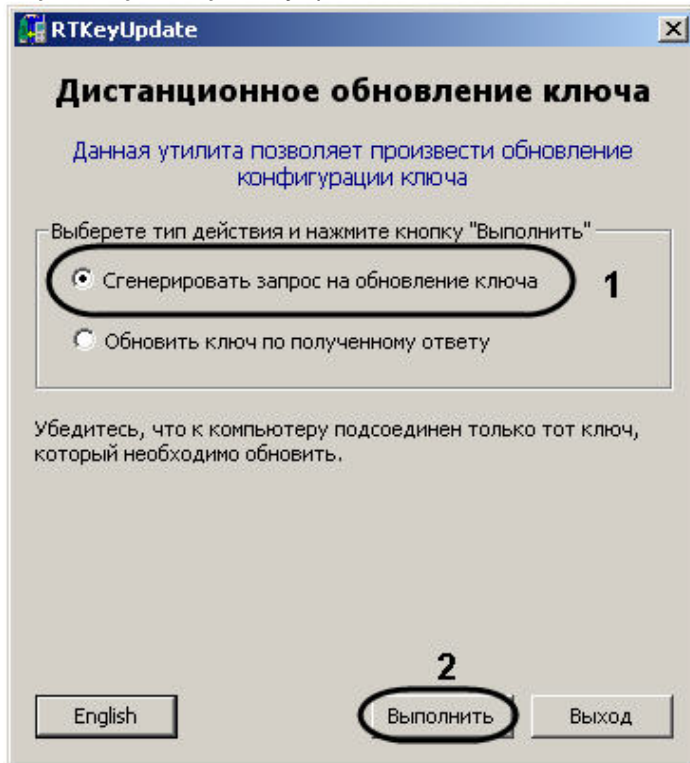 RTKeyUpdate
Дистанционное обновление ключа
Данная утилита позволяет произвести обновление
конфигурации ключа
Выберете тип действия и нажмите кнопку "Выполнить"
Сгенерировать запрос на обновление ключа
1
Обновить ключ по полученному ответу
Убедитесь, что к компьютеру подсоединен только тот ключ,
который необходимо обновить.
2
English
Выполнить
Выход